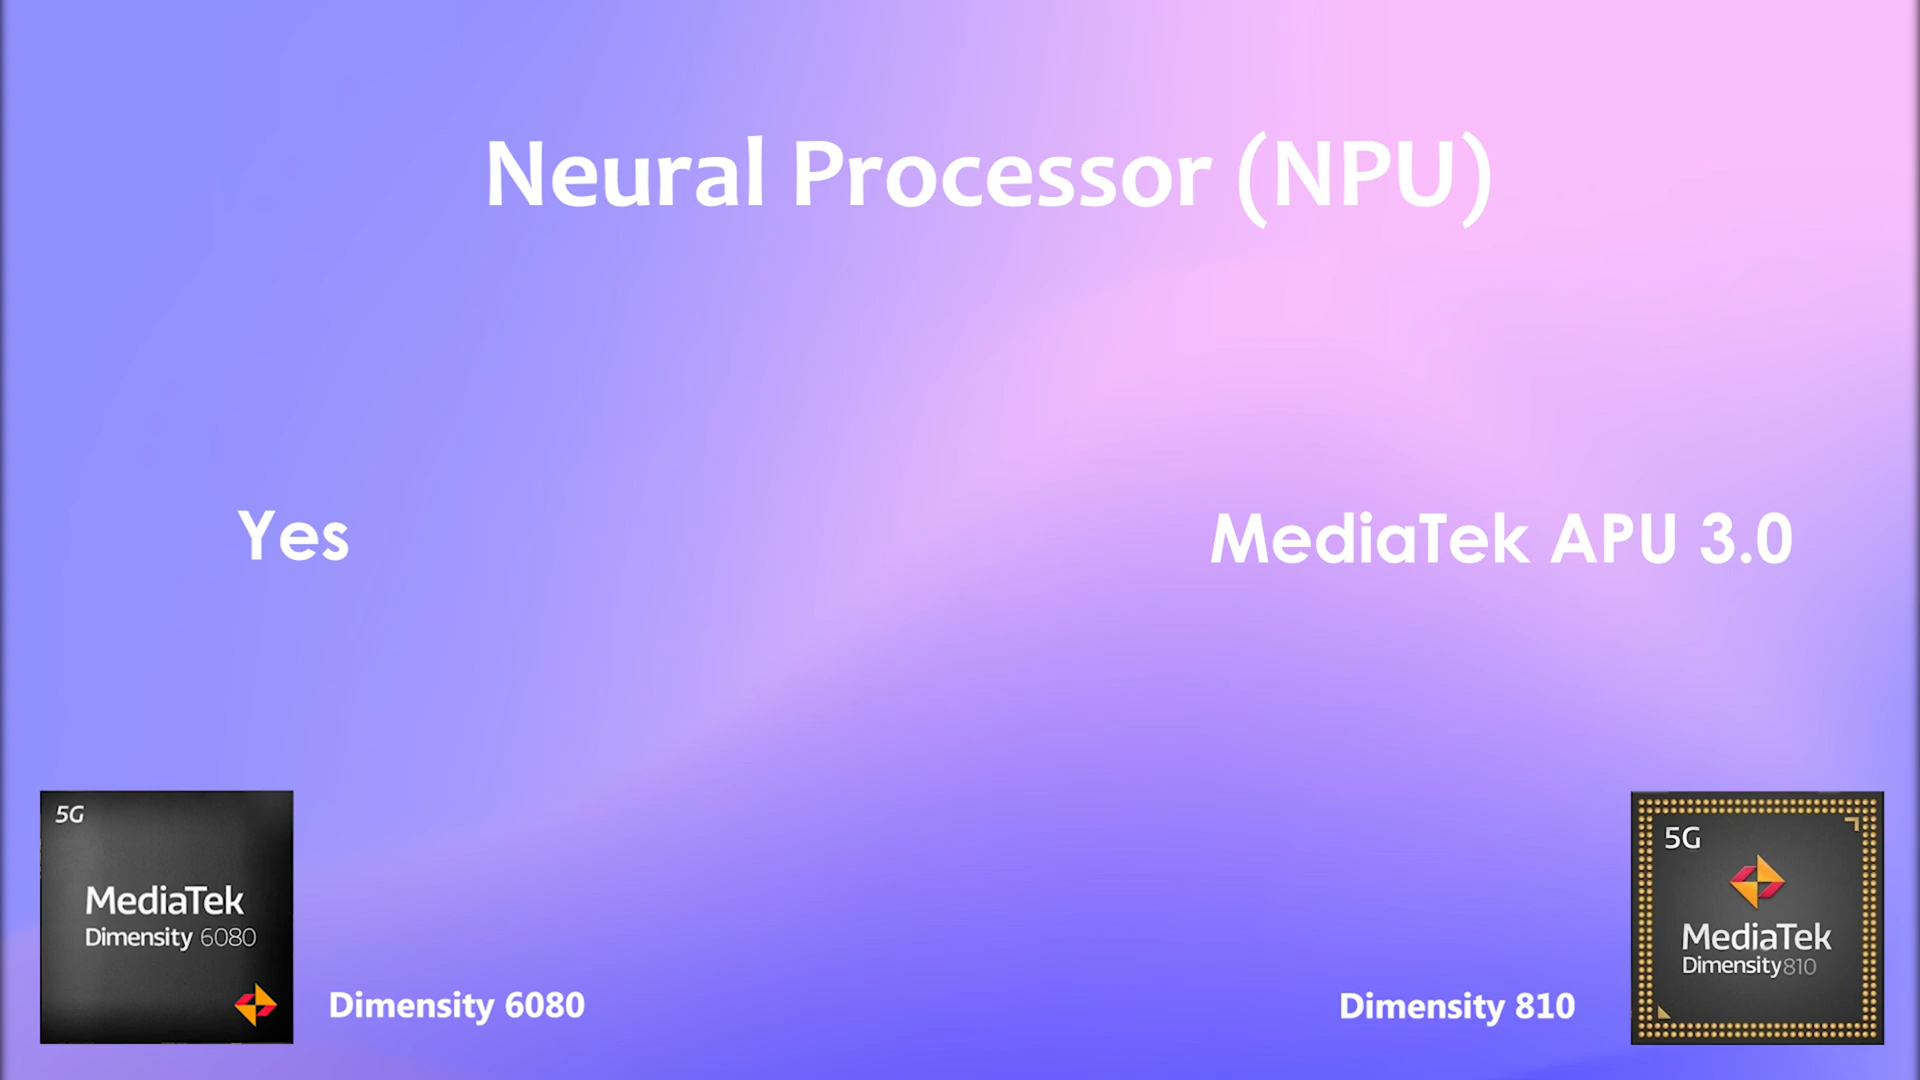 Neural Processor (NPU)
Yes
MediaTek APU 3.0
5G
MediaTek
Dimensity 6080
Dimensity 6080
Dimensity 810
5G
MediaTek
Dimensity 810